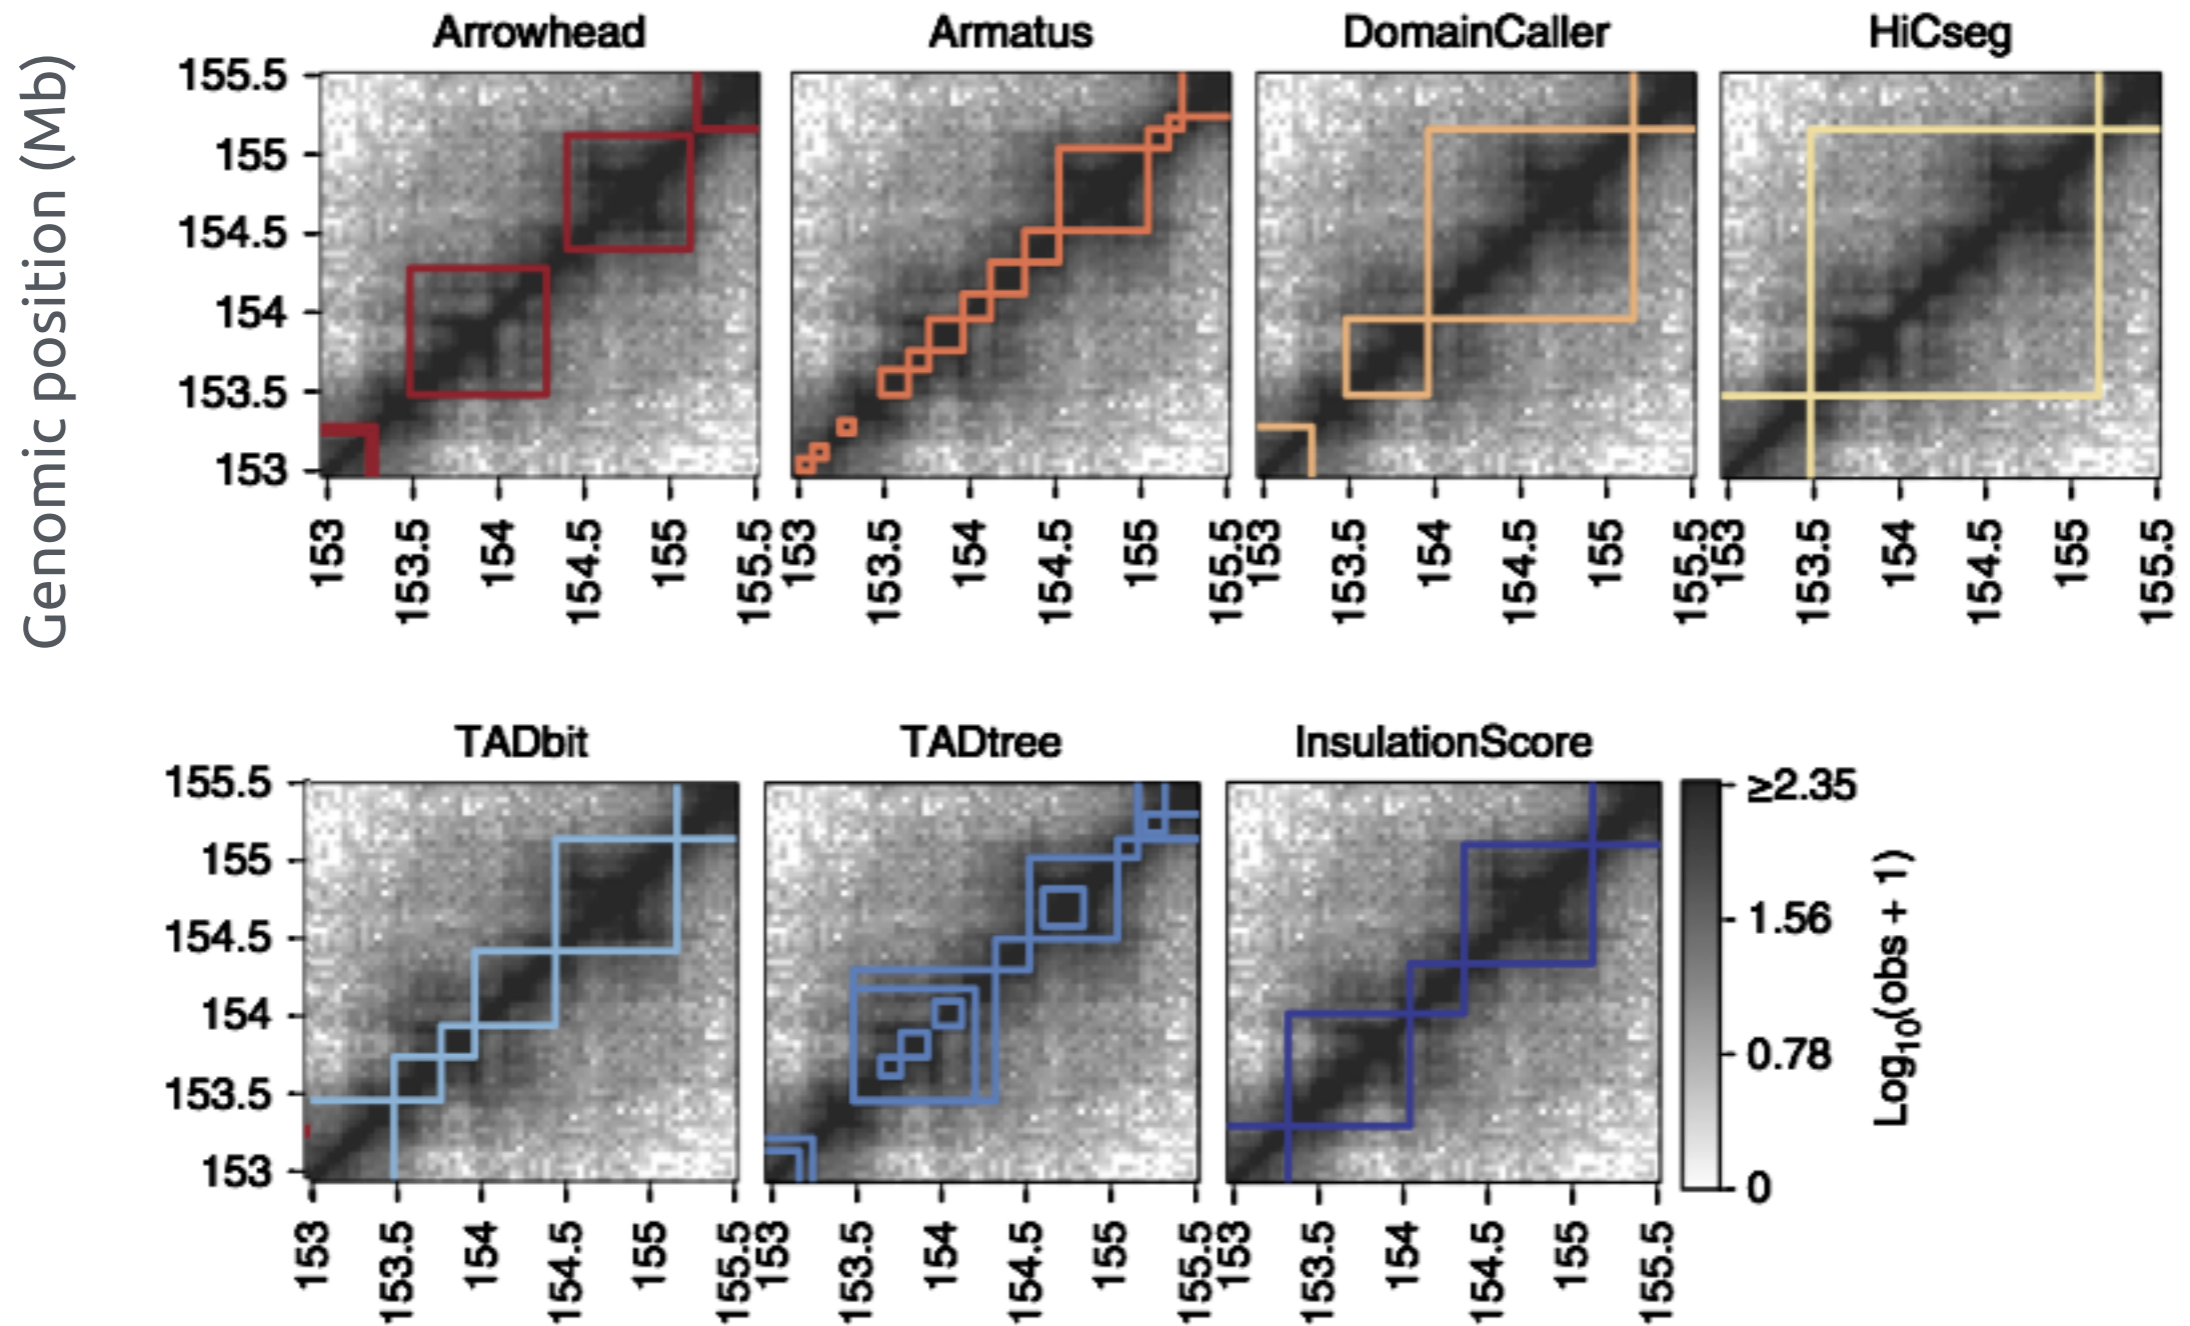 Arrowhead Armatus DomainCaller HiCseg
Genomic position (Mb)
155.5
155
154.5
154
153.5
153
153 153.5 154 154.5 155 155.5 153 153.5 154 154.5 155 155.5 153 153.5 154 154.5 155 155.5 153 153.5 154 154.5 155 155.5
TADbit TADtree InsulationScore
155.5
155
154.5
154
153.5
153
153 153.5 154 154.5 155 155.5 153 153.5 154 154.5 155 155.5 153 153.5 154 154.5 155 155.5
≥2.35
1.56
0.78
0
Log₁₀(obs + 1)